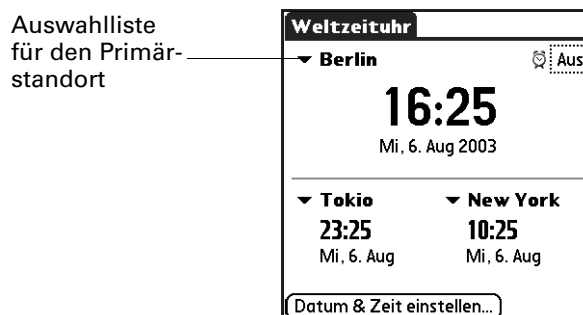 Auswahlliste
für den Primär-
standort
Weltzeituhr
Berlin
Aus
16:25
Mi, 6. Aug 2003
Tokio New York
23:25 10:25
Mi, 6. Aug Mi, 6. Aug
Datum & Zeit einstellen...